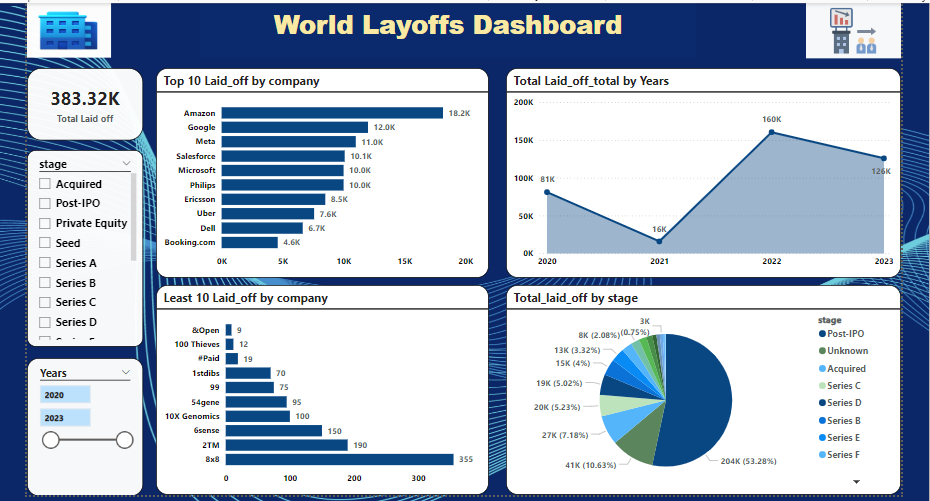 World Layoffs Dashboard
383.32K
Total Laid off
stage
Acquired
Post-IPO
Private Equity
Seed
Series A
Series B
Series C
Series D
Years
2020
2023
Top 10 Laid_off by company
Amazon 18.2K
Google 12.0K
Meta 11.0K
Salesforce 10.1K
Microsoft 10.0K
Philips 10.0K
Ericsson 8.5K
Uber 7.6K
Dell 6.7K
Booking.com 4.6K
0K 5K 10K 15K 20K
Total Laid_off_total by Years
200K
150K
100K
50K
0K
81K
16K
160K
126K
2020 2021 2022 2023
Least 10 Laid_off by company
&Open 9
100 Thieves 12
#Paid 19
1stdibs 70
99 75
54gene 95
10X Genomics 100
6sense 150
2TM 190
8x8 355
0 100 200 300
Total_laid_off by stage
3K
(0.75%)
8K (2.08%)
13K (3.32%)
15K (4%)
19K (5.02%)
20K (5.23%)
27K (7.18%)
41K (10.63%)
204K (53.28%)
stage
Post-IPO
Unknown
Acquired
Series C
Series D
Series B
Series E
Series F